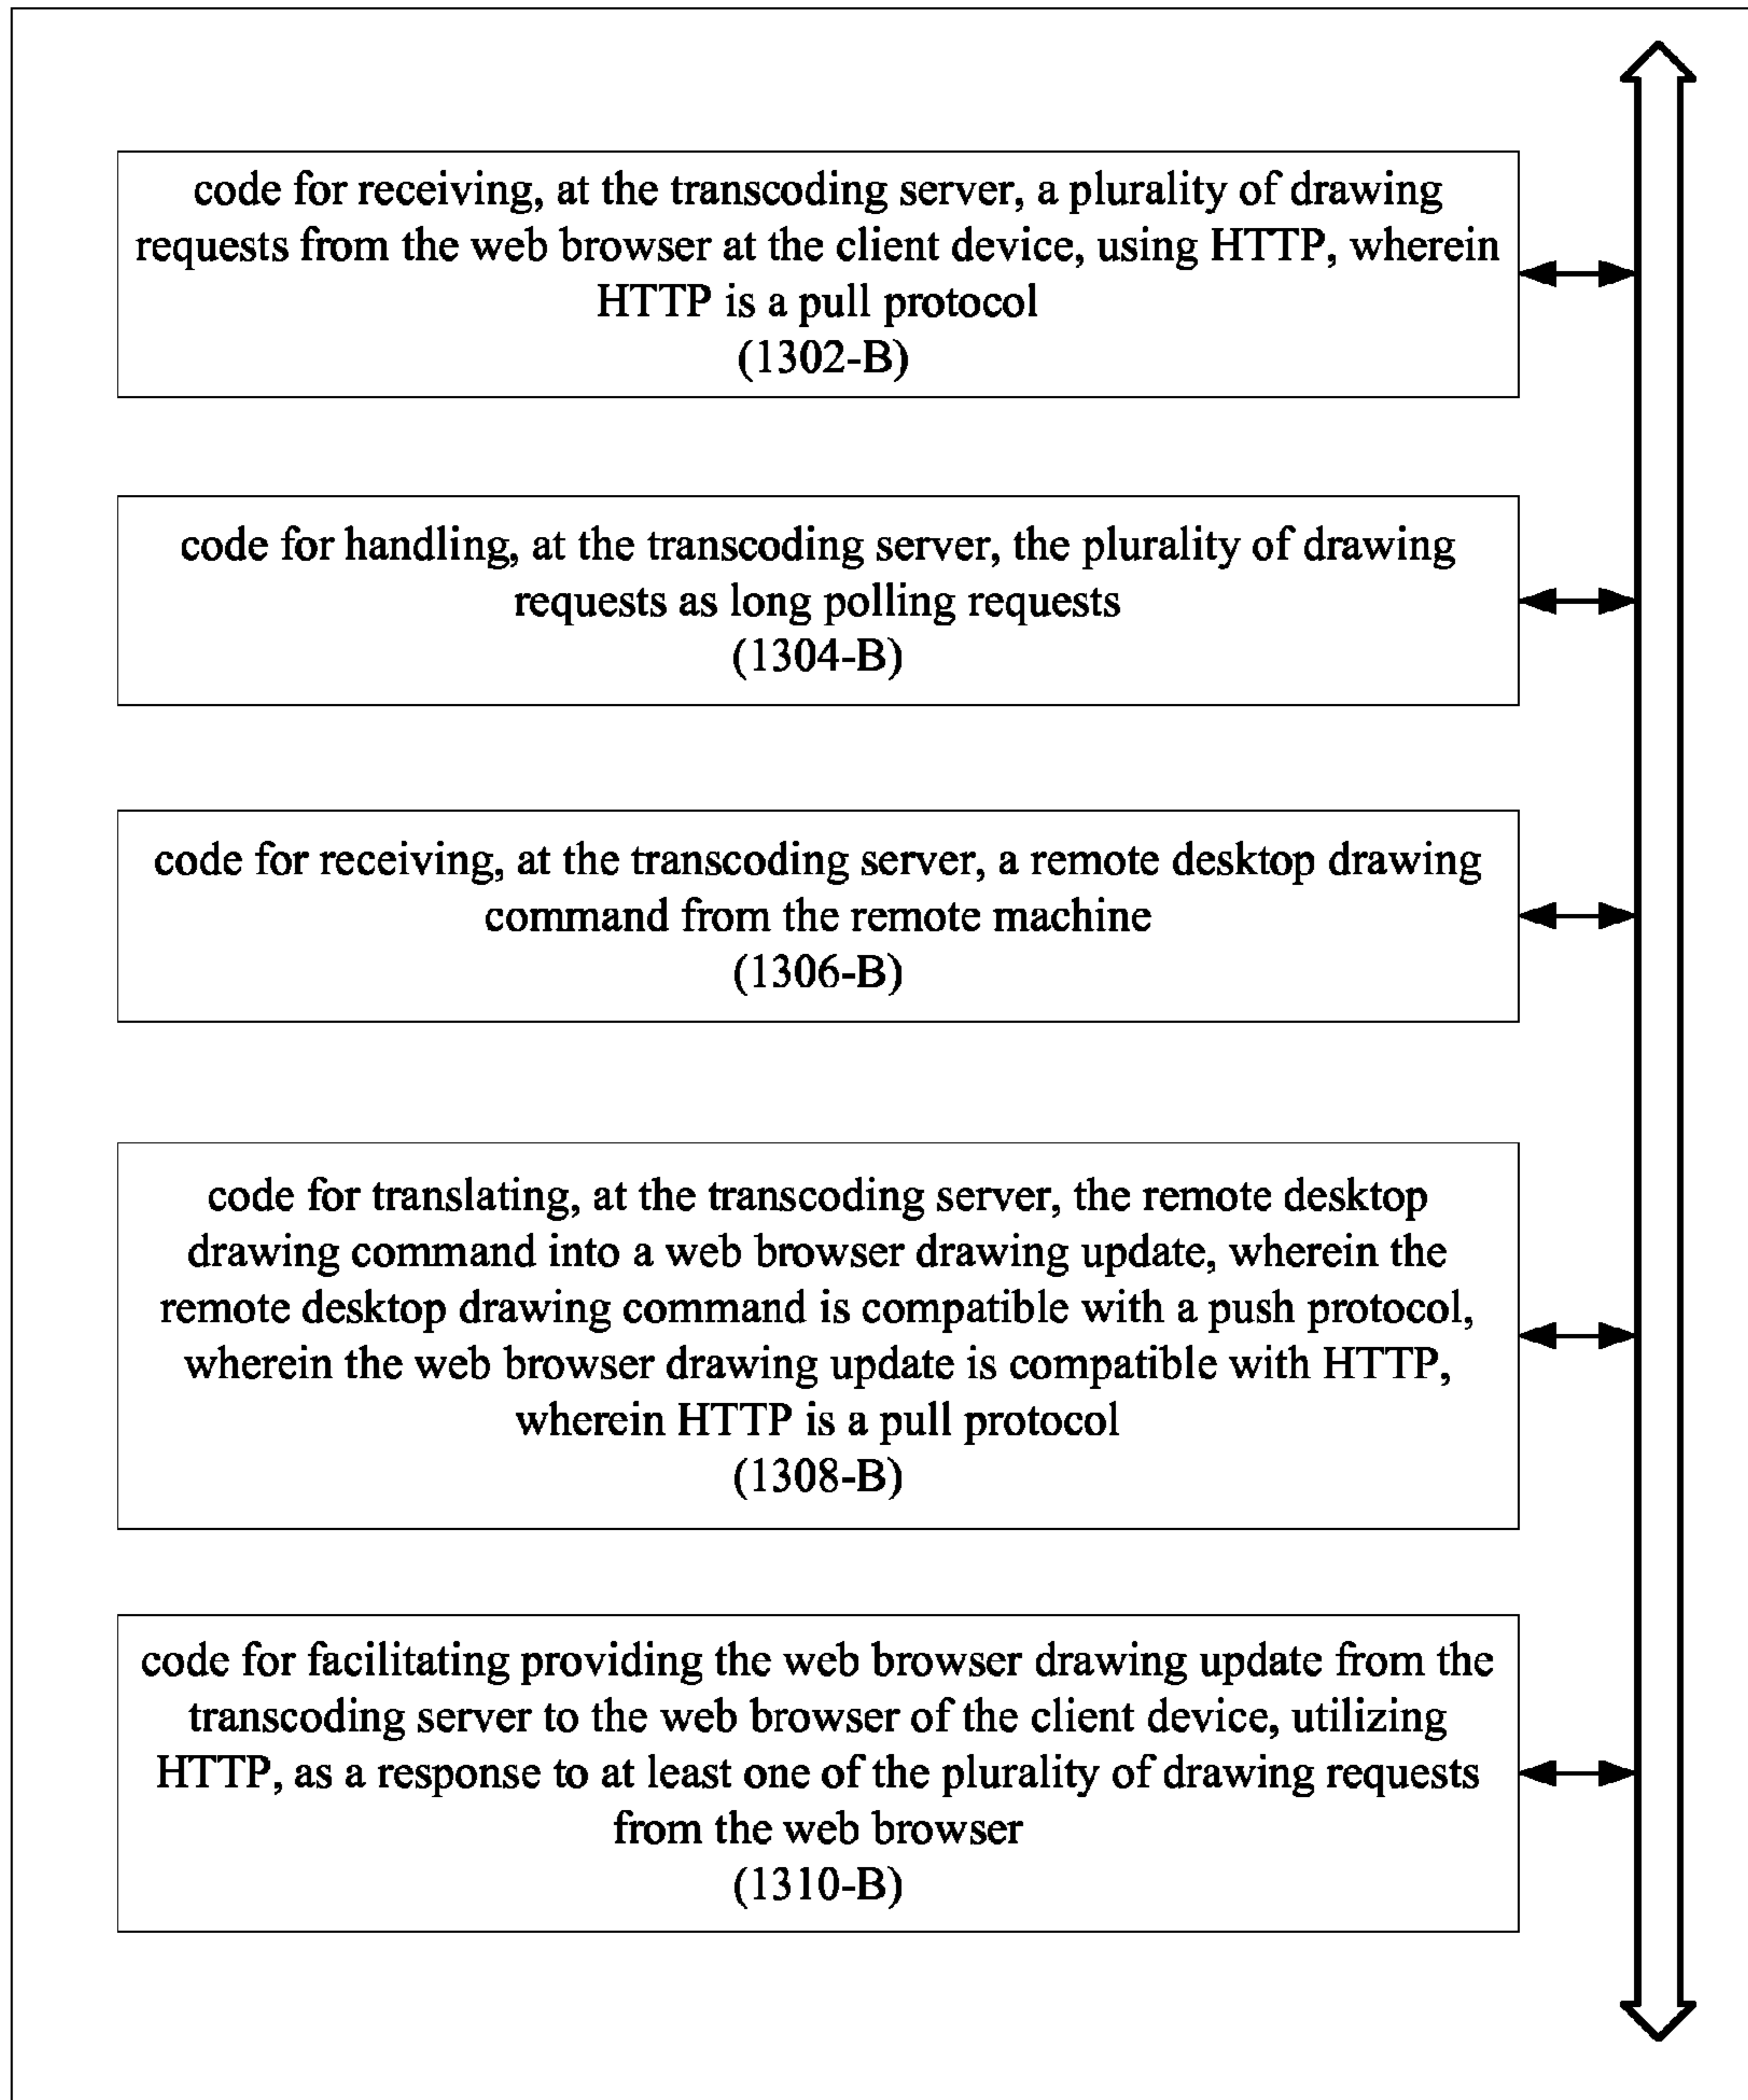 code for receiving, at the transcoding server, a plurality of drawing
requests from the web browser at the client device, using HTTP, wherein
HTTP is a pull protocol
(1302-B)
code for handling, at the transcoding server, the plurality of drawing
requests as long polling requests
(1304-B)
code for receiving, at the transcoding server, a remote desktop drawing
command from the remote machine
(1306-B)
code for translating, at the transcoding server, the remote desktop
drawing command into a web browser drawing update, wherein the
remote desktop drawing command is compatible with a push protocol,
wherein the web browser drawing update is compatible with HTTP,
wherein HTTP is a pull protocol
(1308-B)
code for facilitating providing the web browser drawing update from the
transcoding server to the web browser of the client device, utilizing
HTTP, as a response to at least one of the plurality of drawing requests
from the web browser
(1310-B)